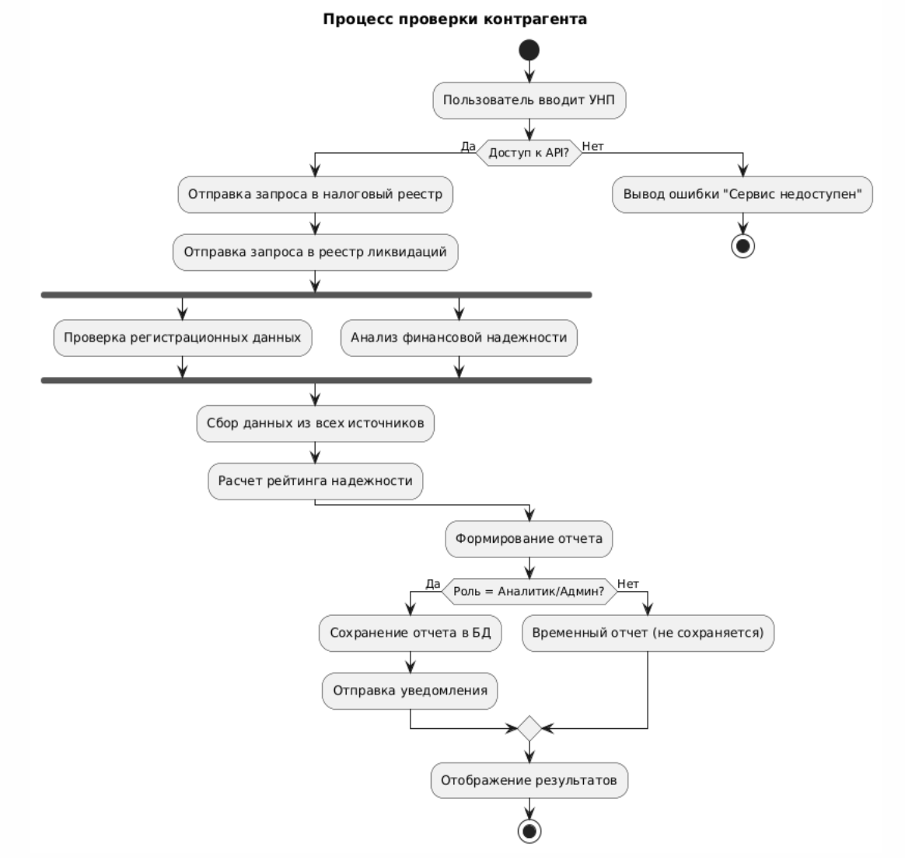 Процесс проверки контрагента
Пользователь вводит УНП
Да
Доступ к API?
Нет
Отправка запроса в налоговый реестр
Вывод ошибки "Сервис недоступен"
Отправка запроса в реестр ликвидаций
Проверка регистрационных данных
Анализ финансовой надежности
Сбор данных из всех источников
Расчет рейтинга надежности
Формирование отчета
Да
Роль = Аналитик/Админ?
Нет
Сохранение отчета в БД
Временный отчет (не сохраняется)
Отправка уведомления
Отображение результатов